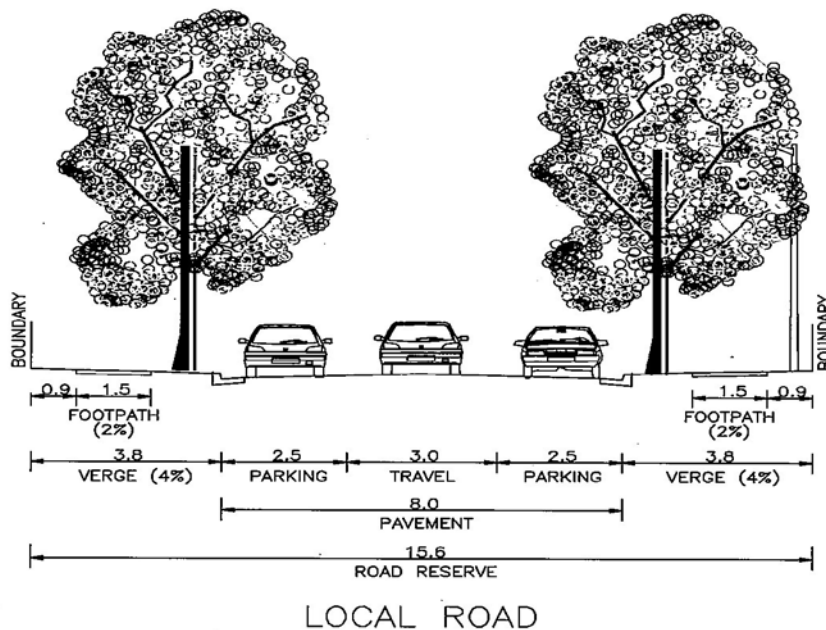 BOUNDARY
BOUNDARY
0.9 1.5 1.5 0.9
FOOTPATH FOOTPATH
(2%) (2%)
3.8 2.5 3.0 2.5 3.8
VERGE (4%) PARKING TRAVEL PARKING VERGE (4%)
8.0
PAVEMENT
15.6
ROAD RESERVE
LOCAL ROAD